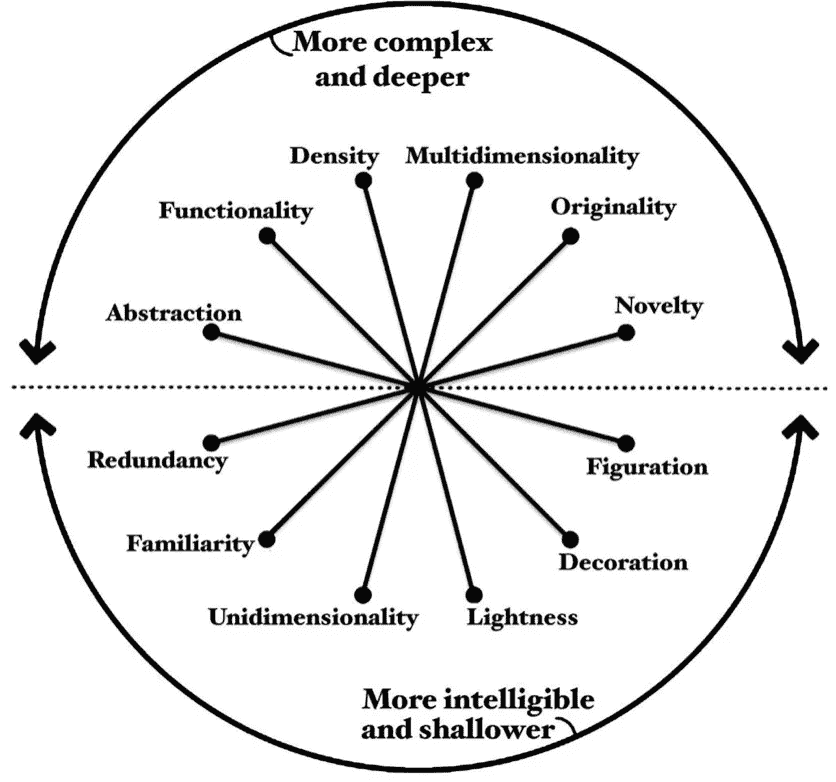 More complex
and deeper
Density
Multidimensionality
Functionality
Originality
Abstraction
Novelty
Redundancy
Figuration
Familiarity
Decoration
Unidimensionality
Lightness
More intelligible
and shallower